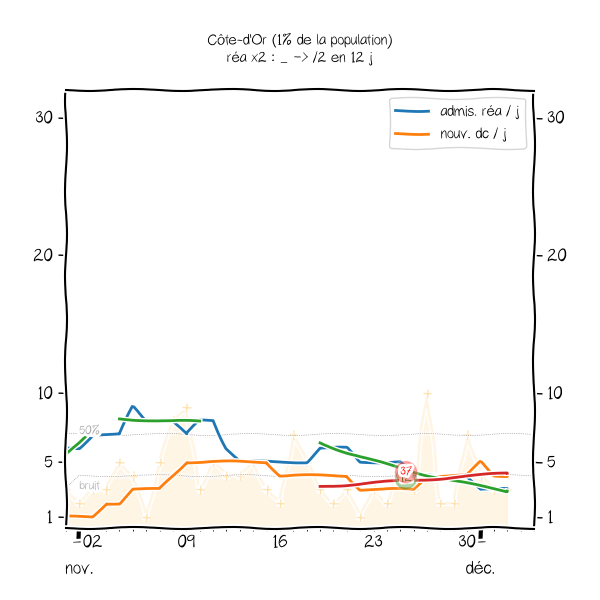 Côte-d'Or (1% de la population)
réa x2 : _ -> /2 en 12 j
admis. réa / j
nouv. dc / j
30
30
20
20
10
10
50%
5
5
37
bruit
1
1
02
09
16
23
30
nov.
déc.